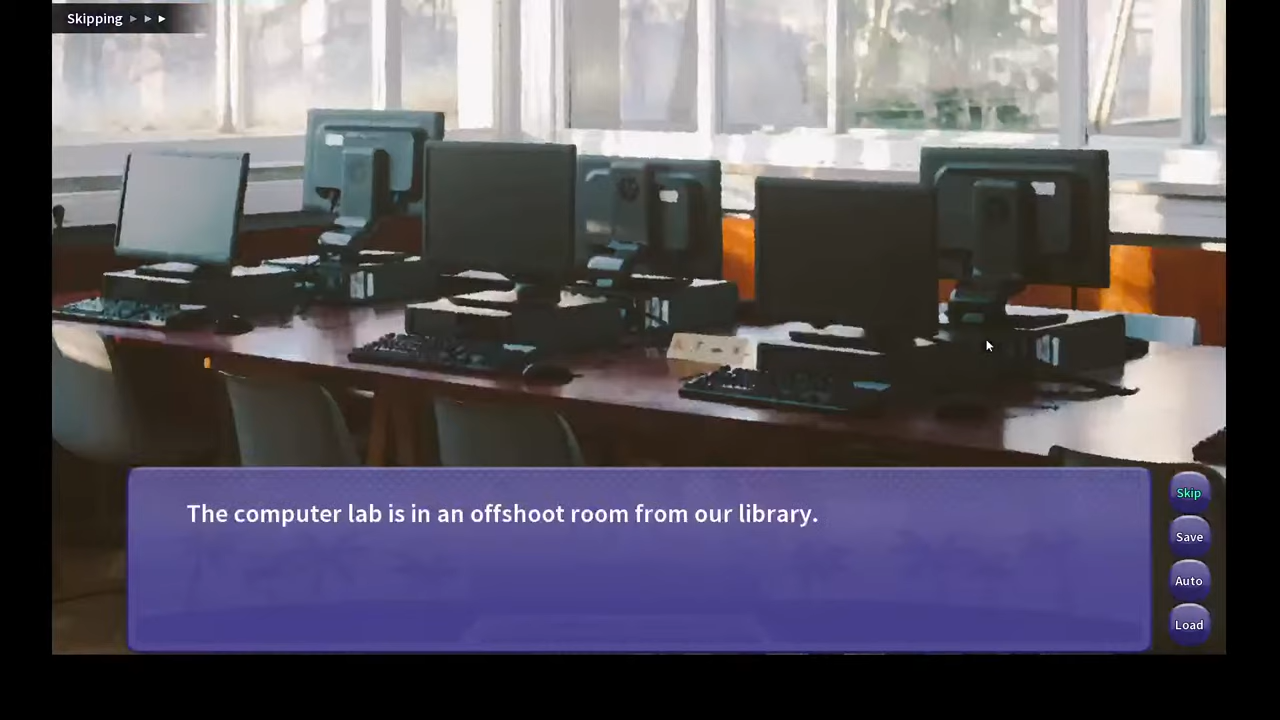 Skipping
The computer lab is in an offshoot room from our library.
Skip
Save
Auto
Load